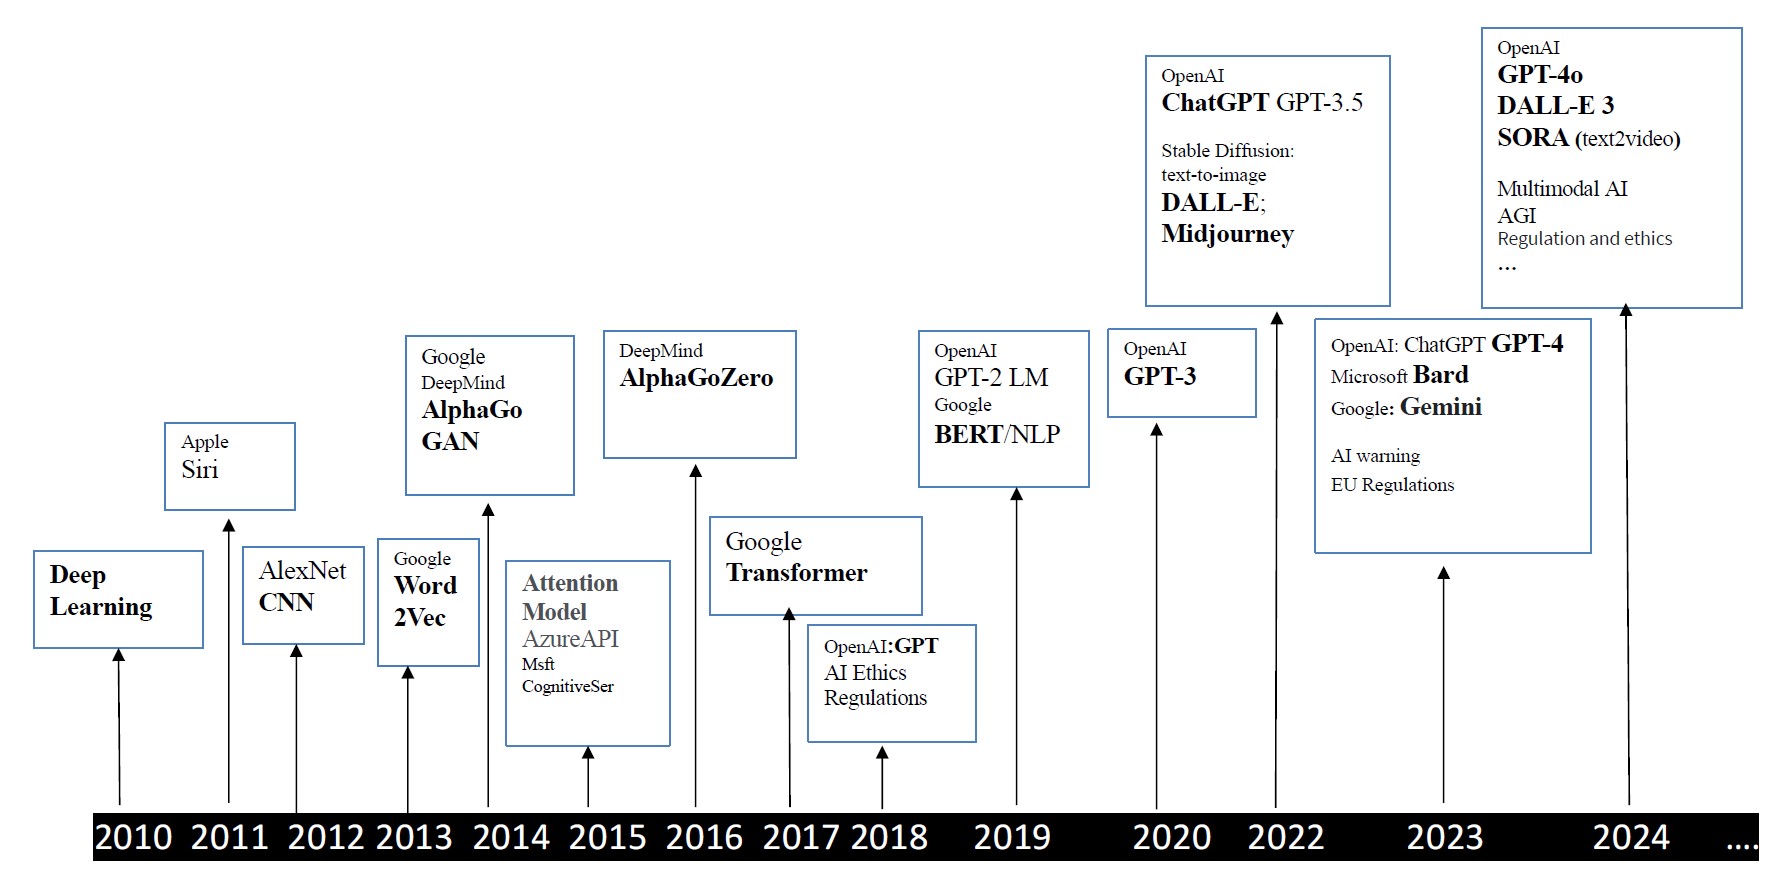 Deep
Learning
Apple
Siri
AlexNet
CNN
Google
Word
2Vec
Google
DeepMind
AlphaGo
GAN
Attention
Model
AzureAPI
Msft
CognitiveSer
DeepMind
AlphaGoZero
Google
Transformer
OpenAI:GPT
AI Ethics
Regulations
OpenAI
GPT-2 LM
Google
BERT/NLP
OpenAI
GPT-3
OpenAI
ChatGPT GPT-3.5
Stable Diffusion:
text-to-image
DALL-E;
Midjourney
OpenAI: ChatGPT GPT-4
Microsoft Bard
Google: Gemini
AI warning
EU Regulations
OpenAI
GPT-4o
DALL-E 3
SORA (text2video)
Multimodal AI
AGI
Regulation and ethics
...
2010 2011 2012 2013 2014 2015 2016 2017 2018 2019 2020 2022 2023 2024 ....